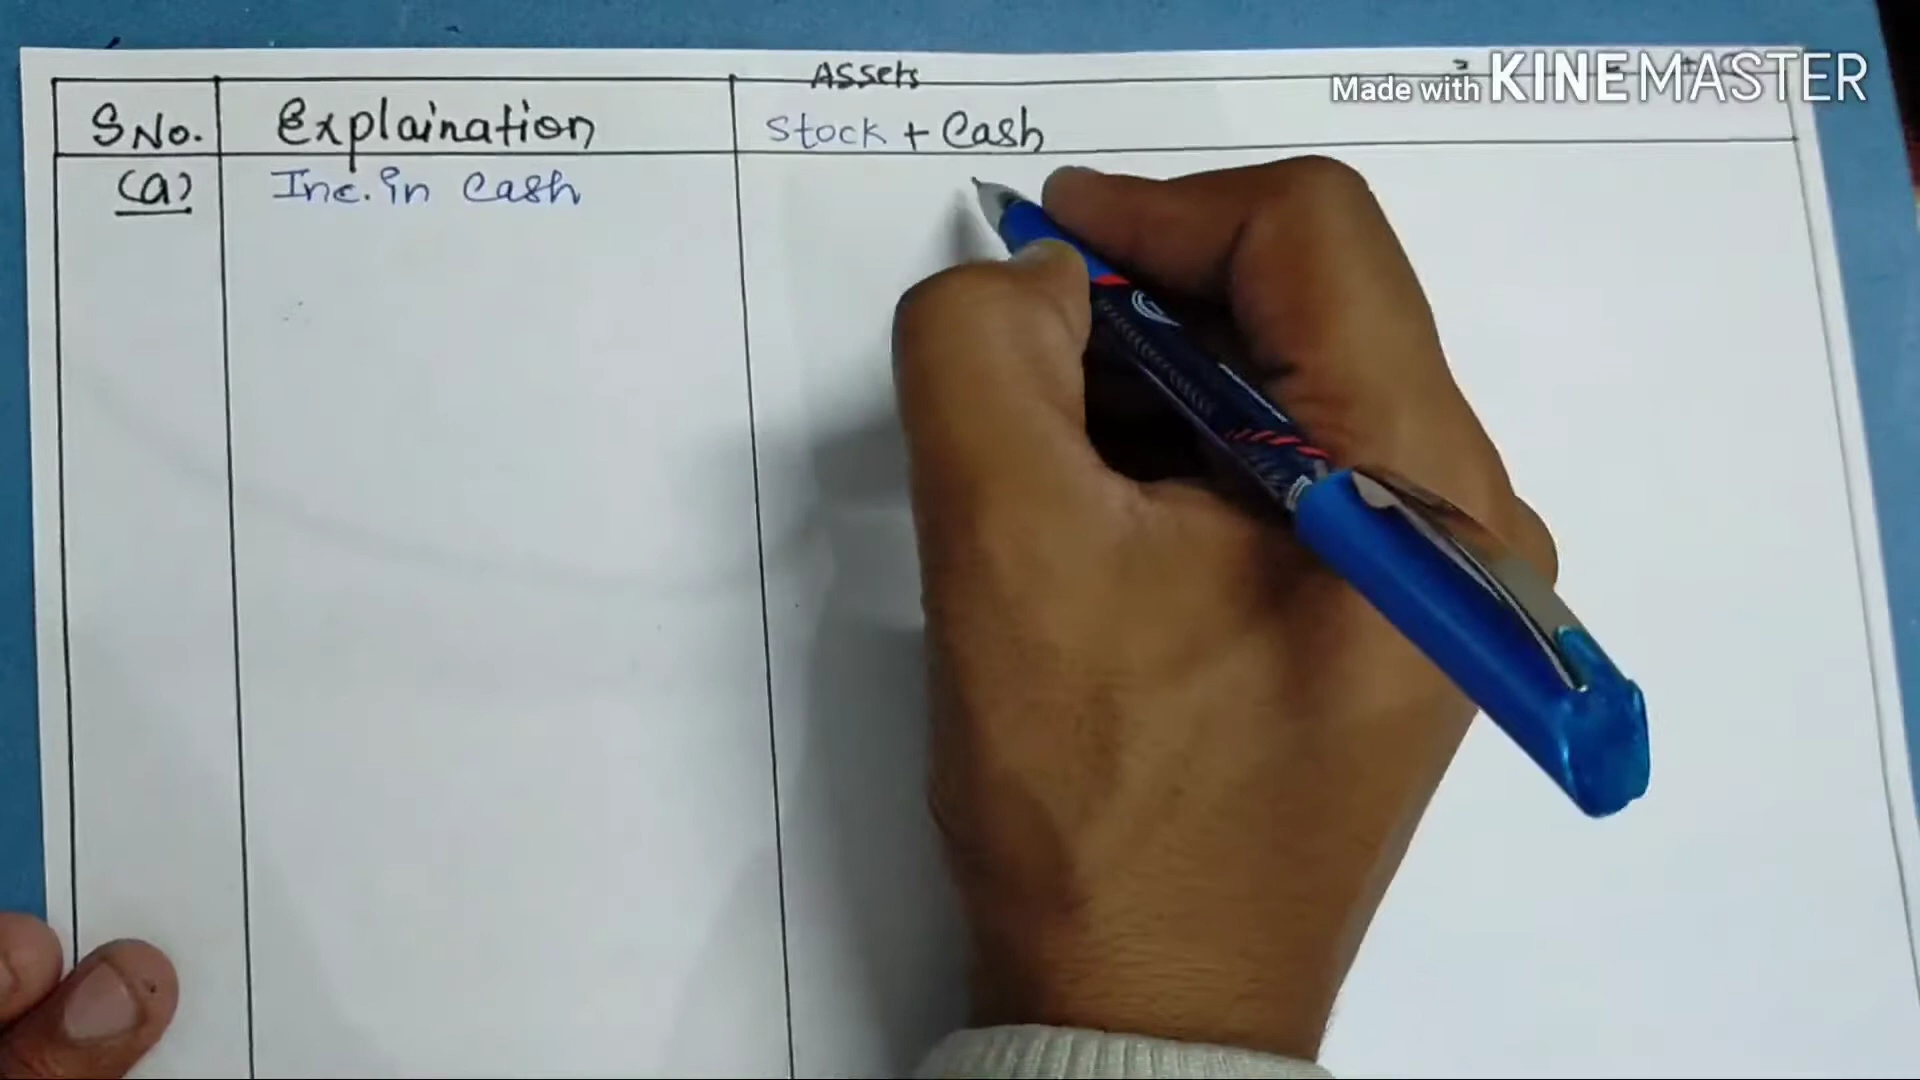 Assets
Made with KINEMASTER
S No. Explaination Stock + Cash
(a) Inc. in Cash